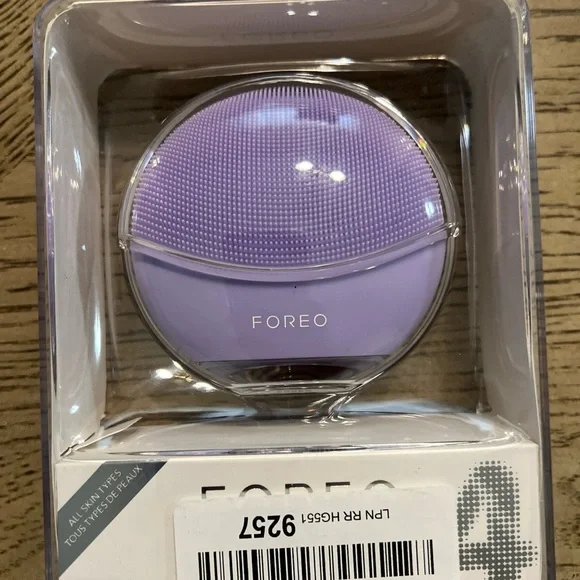 FOREO
ALL SKIN TYPES
TOUS TYPES DE PEAUX
FOREO
4
LPN RR HG551
9257